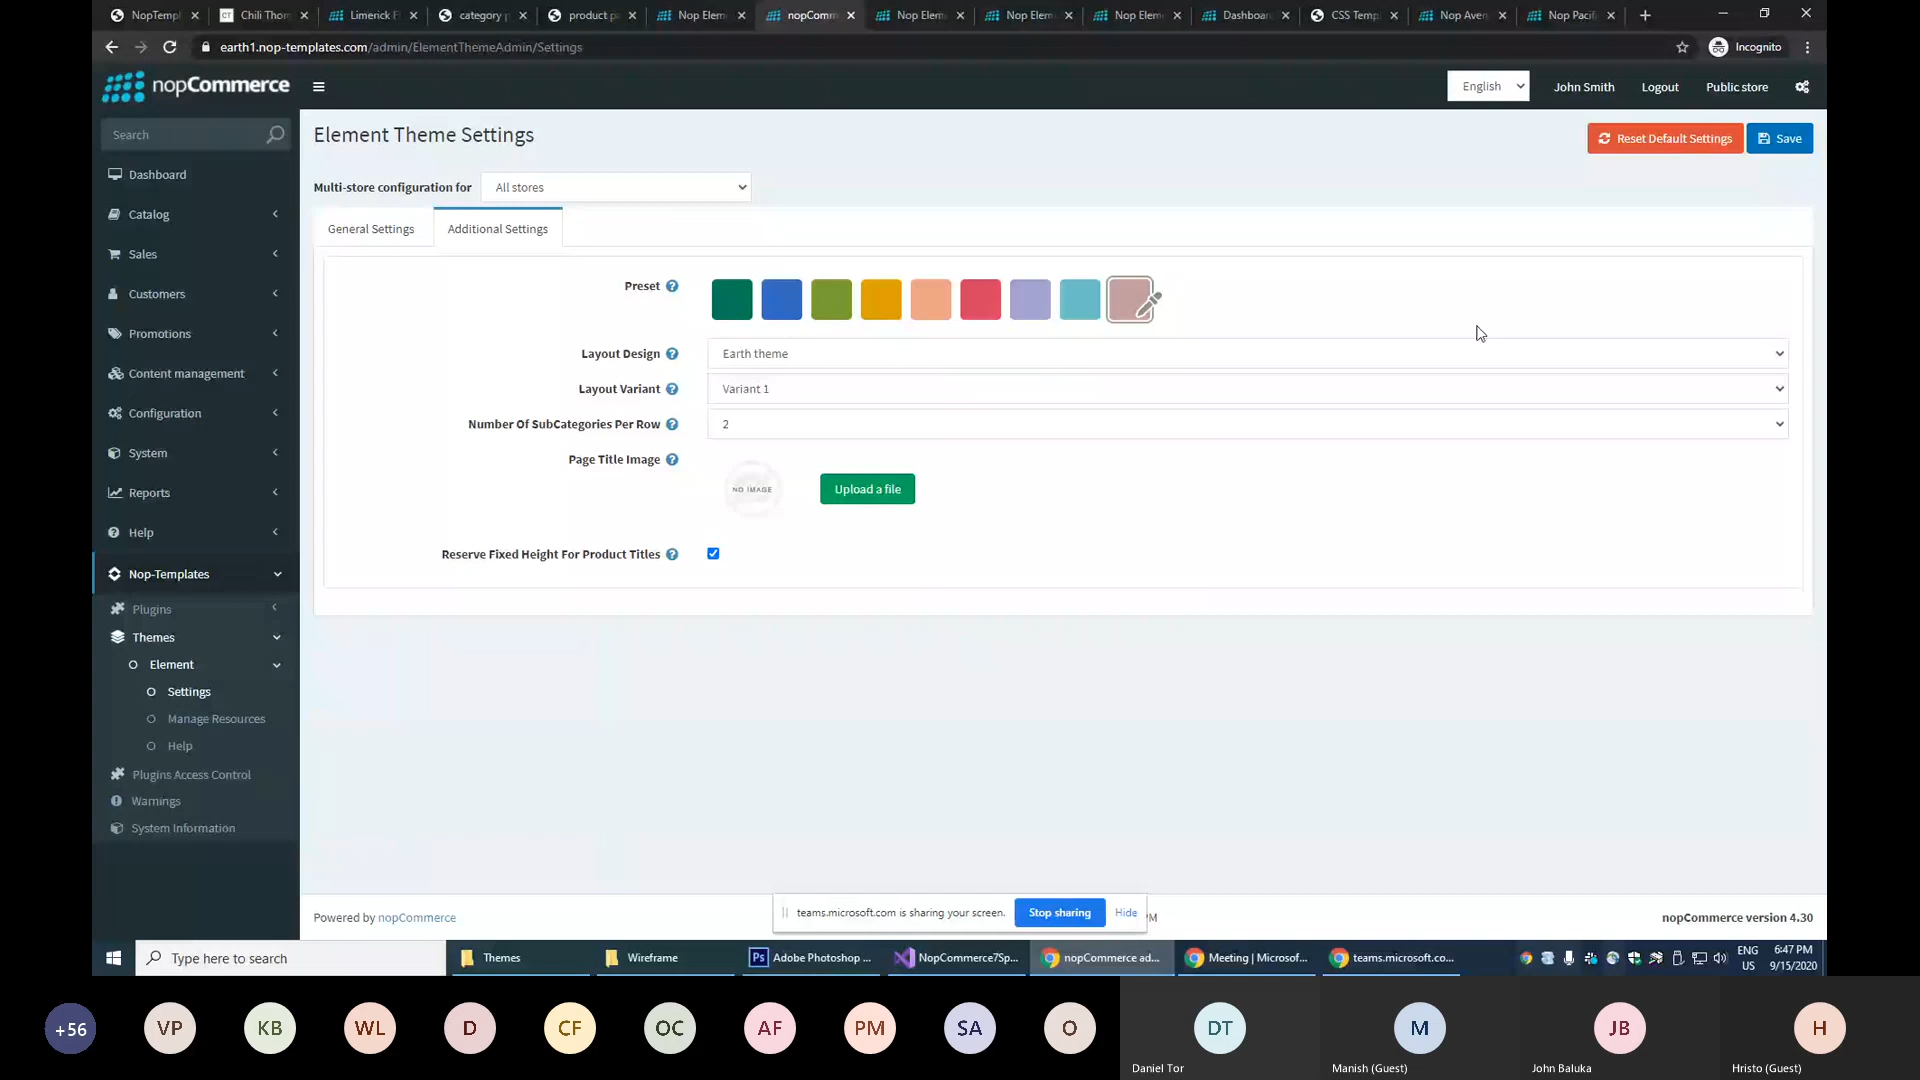 NopTempl
Chili Thom
Limerick F
category p
product pa
Nop Elem
nopComm
Nop Elem
Nop Elem
Nop Elem
Dashboard
CSS Temp
Nop Aven
Nop Pacifi
earth1.nop-templates.com/admin/ElementThemeAdmin/Settings
Incognito
nopCommerce
English
John Smith
Logout
Public store
Search
Element Theme Settings
Reset Default Settings
Save
Dashboard
Multi-store configuration for
All stores
Catalog
General Settings
Additional Settings
Sales
Customers
Preset
Promotions
Layout Design
Earth theme
Content management
Layout Variant
Variant 1
Configuration
Number Of SubCategories Per Row
2
System
Page Title Image
NO IMAGE
Upload a file
Reports
Help
Reserve Fixed Height For Product Titles
Nop-Templates
Plugins
Themes
Element
Settings
Manage Resources
Help
Plugins Access Control
Warnings
System Information
Powered by nopCommerce
teams.microsoft.com is sharing your screen.
Stop sharing
Hide
PM
nopCommerce version 4.30
Type here to search
Themes
Wireframe
Ps
Adobe Photoshop ...
NopCommerce7Sp...
nopCommerce ad...
Meeting | Microsof...
teams.microsoft.co...
ENG
US
6:47 PM
9/15/2020
+56
VP
KB
WL
D
CF
OC
AF
PM
SA
O
DT
M
JB
H
Daniel Tor
Manish (Guest)
John Baluka
Hristo (Guest)